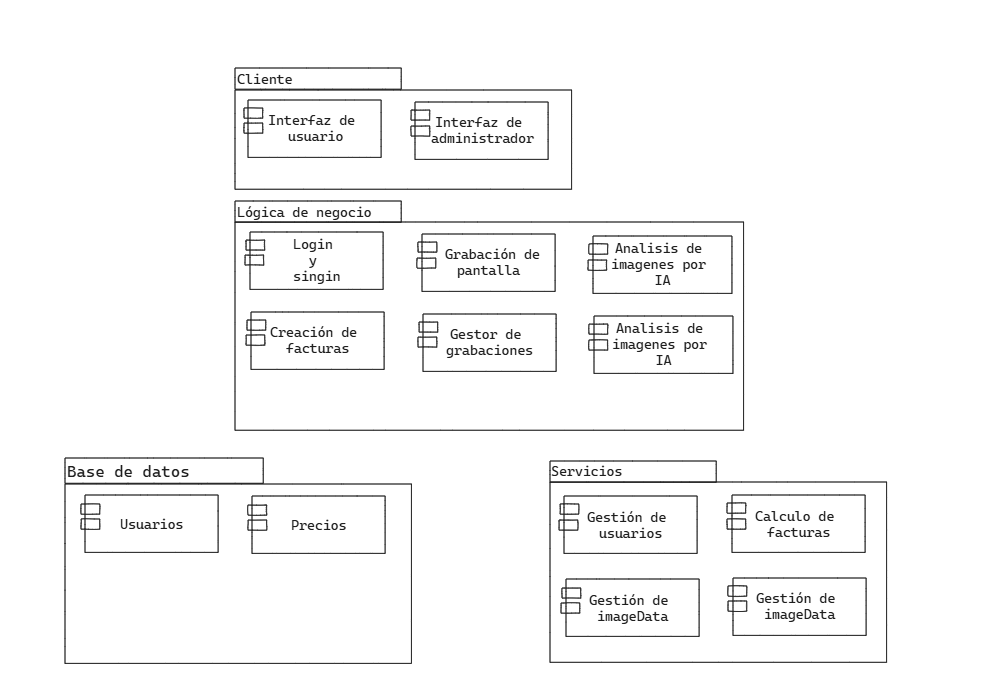 Cliente
Interfaz de
usuario
Interfaz de
administrador
Lógica de negocio
Login
y
singin
Grabación de
pantalla
Analisis de
imagenes por
IA
Creación de
facturas
Gestor de
grabaciones
Analisis de
imagenes por
IA
Base de datos
Usuarios
Precios
Servicios
Gestión de
usuarios
Calculo de
facturas
Gestión de
imageData
Gestión de
imageData